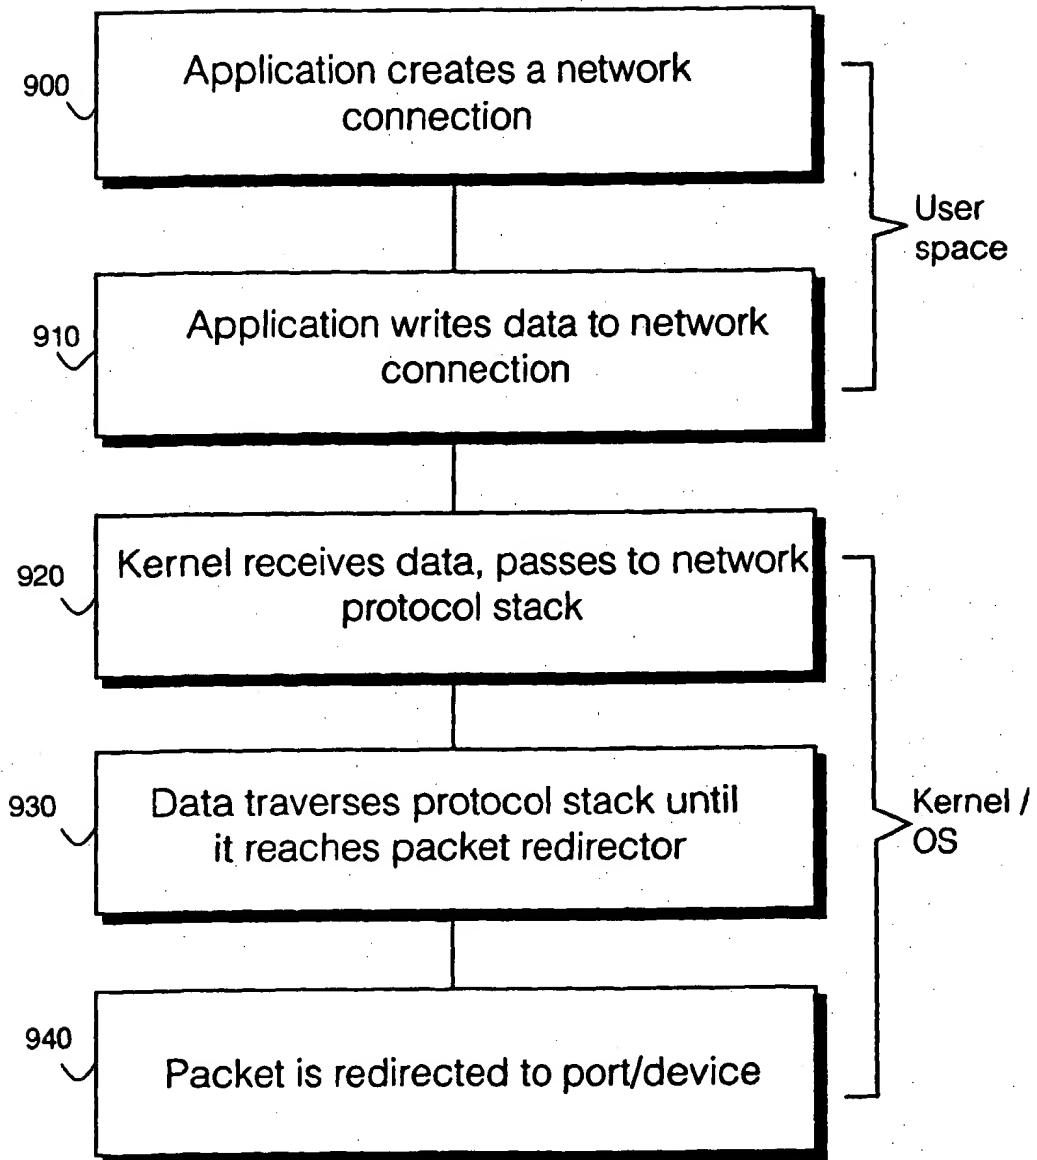 900
Application creates a network
connection
User
space
910
Application writes data to network
connection
920
Kernel receives data, passes to network
protocol stack
930
Data traverses protocol stack until
it reaches packet redirector
Kernel /
OS
940
Packet is redirected to port/device